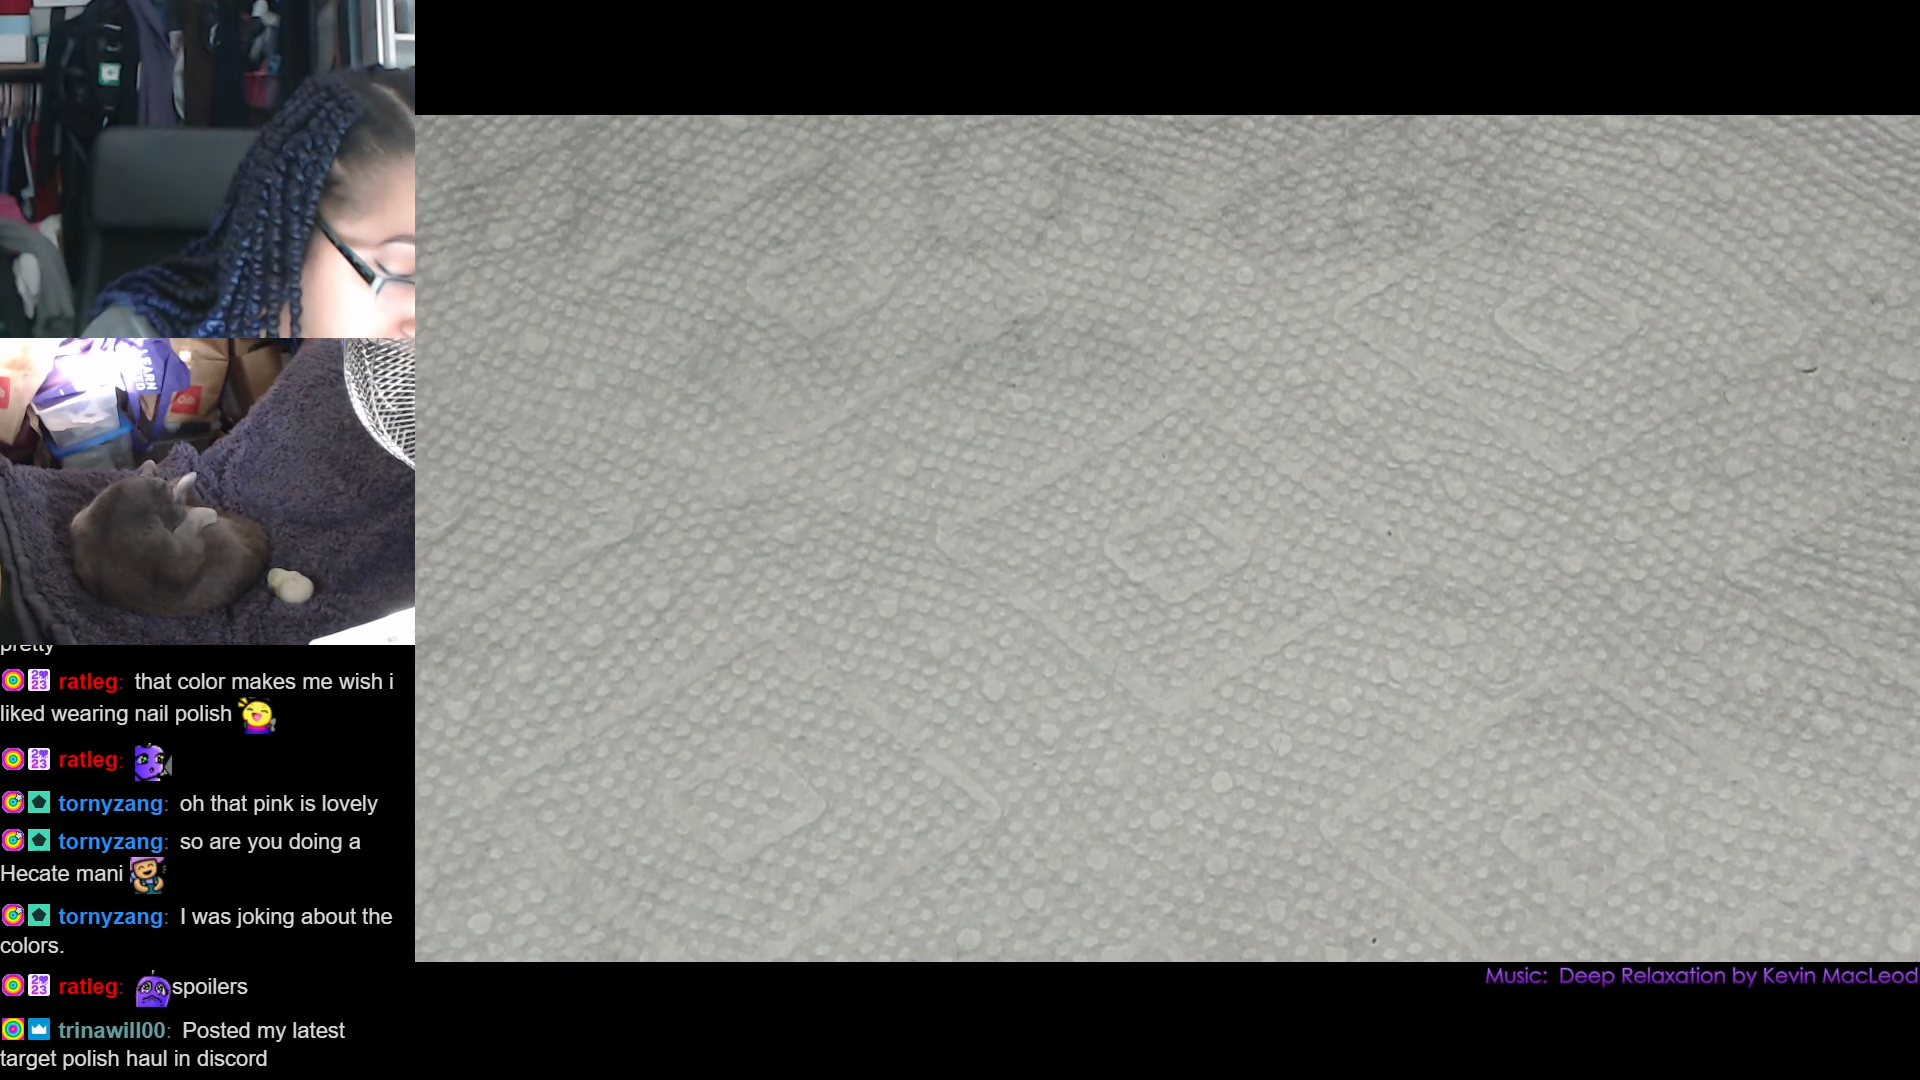 LEARN
pretty
ratleg: that color makes me wish i
liked wearing nail polish
ratleg:
tornyzang: oh that pink is lovely
tornyzang: so are you doing a
Hecate mani
tornyzang: I was joking about the
colors.
ratleg: spoilers
trinawill00: Posted my latest
target polish haul in discord
Music: Deep Relaxation by Kevin MacLeod